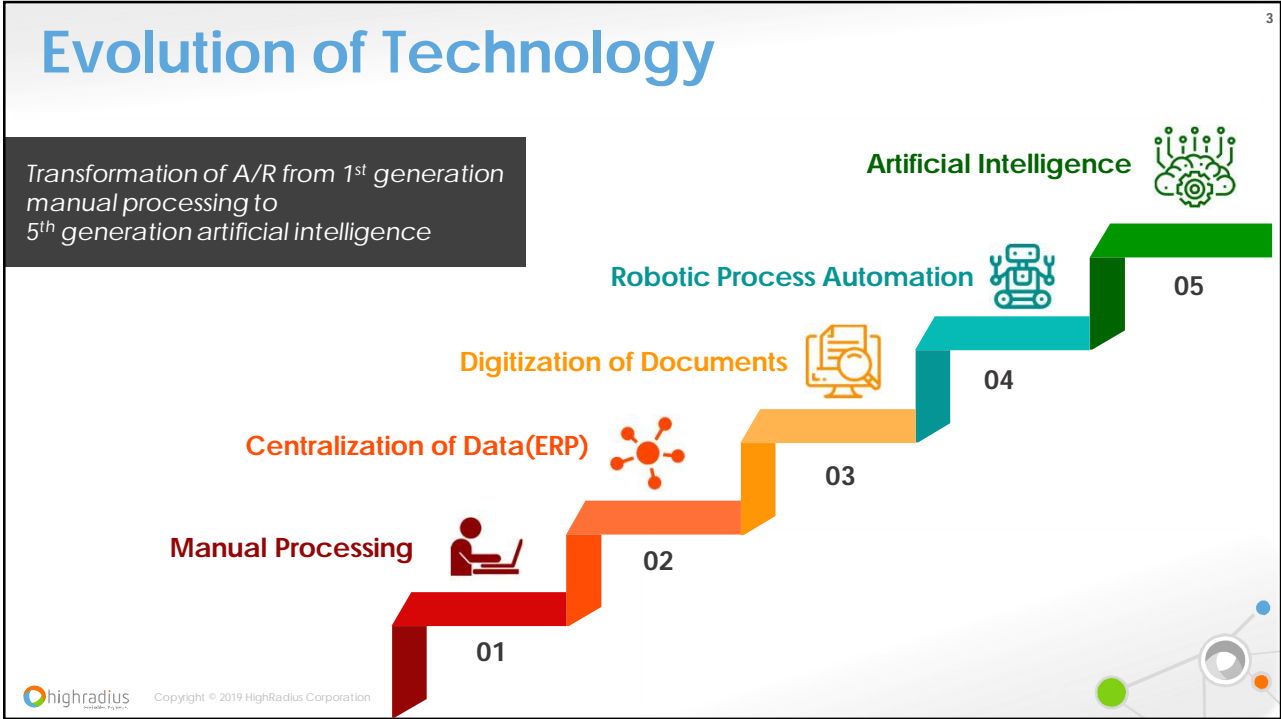 3
Evolution of Technology
Transformation of A/R from 1st generation
manual processing to
5th generation artificial intelligence
Artificial Intelligence
05
Robotic Process Automation
04
Digitization of Documents
03
Centralization of Data(ERP)
02
Manual Processing
01
highradius
Copyright © 2019 HighRadius Corporation